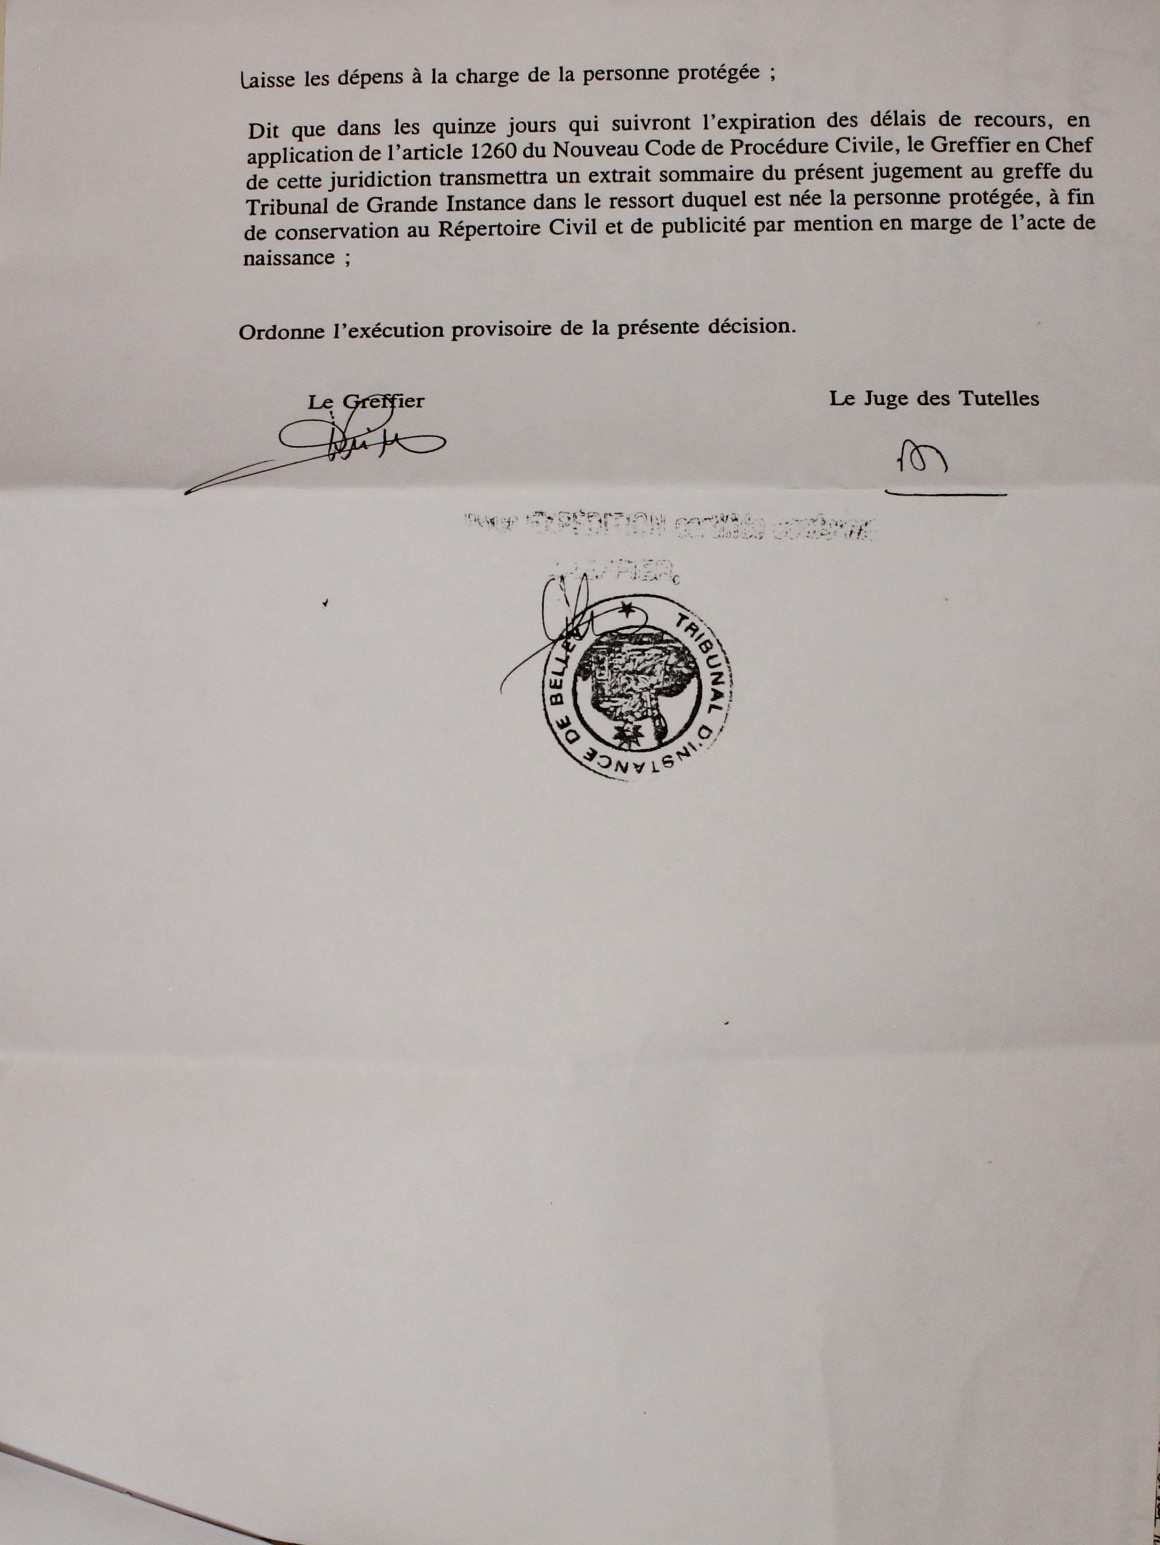 Laisse les dépens à la charge de la personne protégée ;
Dit que dans les quinze jours qui suivront l'expiration des délais de recours, en
application de l'article 1260 du Nouveau Code de Procédure Civile, le Greffier en Chef
de cette juridiction transmettra un extrait sommaire du présent jugement au greffe du
Tribunal de Grande Instance dans le ressort duquel est née la personne protégée, à fin
de conservation au Répertoire Civil et de publicité par mention en marge de l'acte de
naissance ;
Ordonne l'exécution provisoire de la présente décision.
Le Greffier
Le Juge des Tutelles
EXPÉDITION certifiée conforme
TRIBUNAL D'INSTANCE DE BELLEY